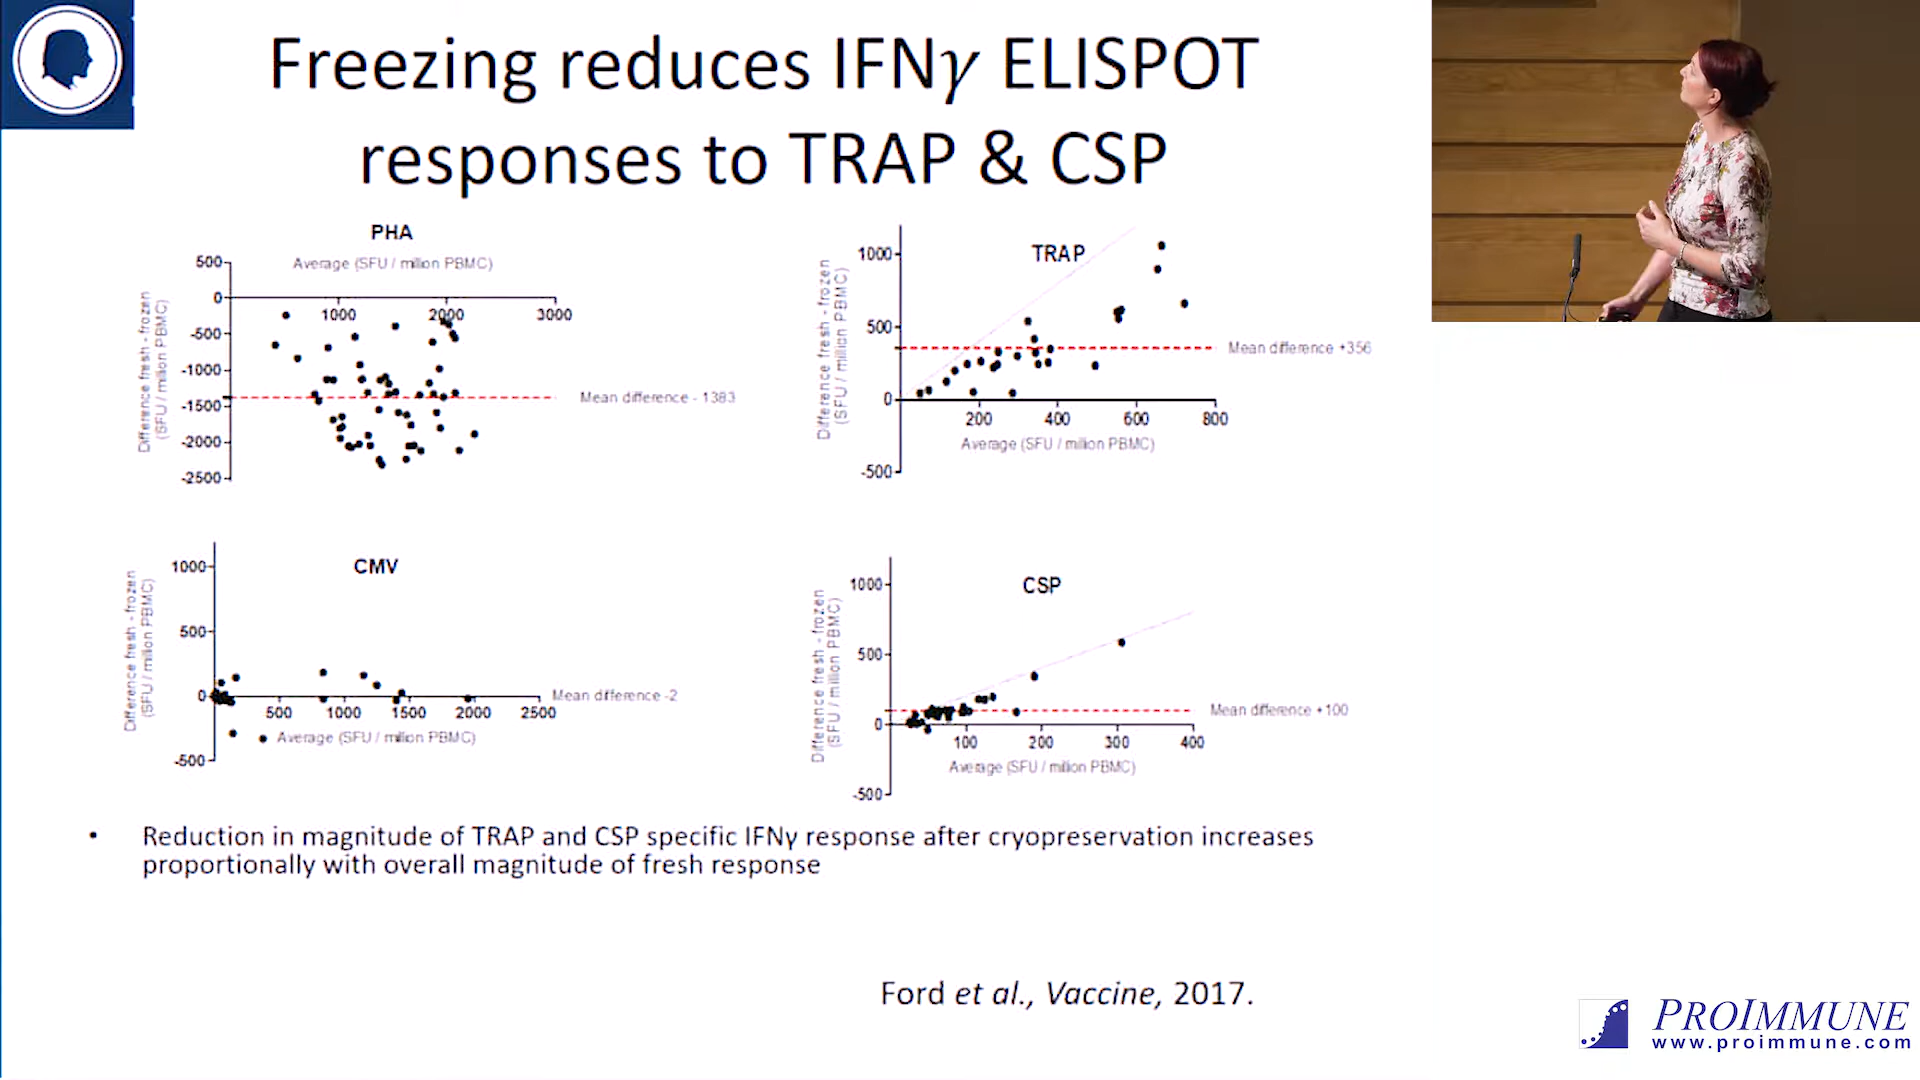 Freezing reduces IFNγ ELISPOT
responses to TRAP & CSP
PHA
Average (SFU / million PBMC)
500
0
-500
-1000
-1500
-2000
-2500
1000
2000
3000
Difference fresh - frozen
(SFU / million PBMC)
Mean difference - 1383
TRAP
1000
500
0
-500
200
400
600
800
Average (SFU / million PBMC)
Difference fresh - frozen
(SFU / million PBMC)
Mean difference +356
CMV
1000
500
0
-500
500
1000
1500
2000
2500
Average (SFU / million PBMC)
Difference fresh - frozen
(SFU / million PBMC)
Mean difference -2
CSP
1000
500
0
-500
100
200
300
400
Average (SFU / million PBMC)
Difference fresh - frozen
(SFU / million PBMC)
Mean difference +100
• Reduction in magnitude of TRAP and CSP specific IFNγ response after cryopreservation increases
proportionally with overall magnitude of fresh response
Ford et al., Vaccine, 2017.
PROIMMUNE
www.proimmune.com